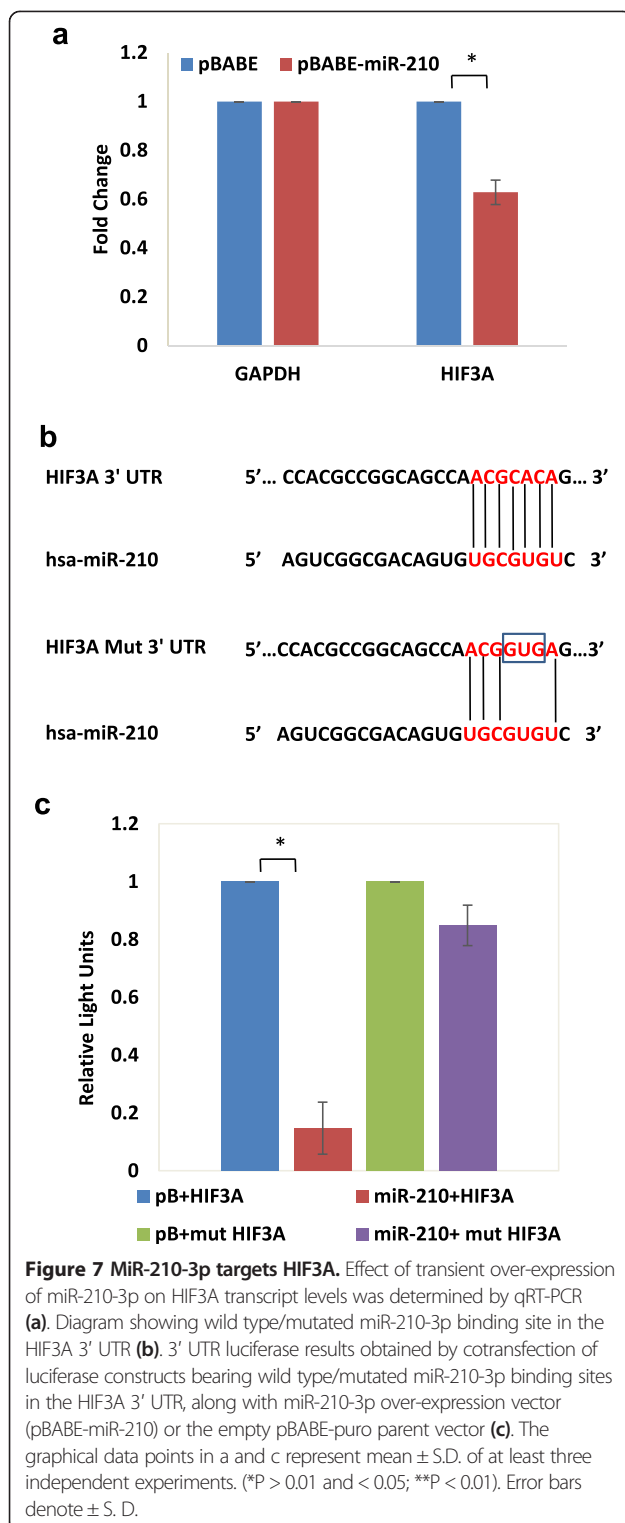 a
1.2
pBABE pBABE-miR-210
*
1
0.8
0.6
0.4
0.2
0
Fold Change
GAPDH HIF3A
b
HIF3A 3' UTR 5’... CCACGCCGGCAGCCAACGCACAG... 3’
hsa-miR-210 5’ AGUCGGCGACAGUGUGCGUGUC 3’
HIF3A Mut 3' UTR 5’...CCACGCCGGCAGCCAACGGUGAG...3’
hsa-miR-210 5’ AGUCGGCGACAGUGUGCGUGUC 3’
c
1.2
*
1
0.8
0.6
0.4
0.2
0
Relative Light Units
pB+HIF3A miR-210+HIF3A
pB+mut HIF3A miR-210+ mut HIF3A
Figure 7 MiR-210-3p targets HIF3A. Effect of transient over-expression
of miR-210-3p on HIF3A transcript levels was determined by qRT-PCR
(a). Diagram showing wild type/mutated miR-210-3p binding site in the
HIF3A 3′ UTR (b). 3′ UTR luciferase results obtained by cotransfection of
luciferase constructs bearing wild type/mutated miR-210-3p binding sites
in the HIF3A 3′ UTR, along with miR-210-3p over-expression vector
(pBABE-miR-210) or the empty pBABE-puro parent vector (c). The
graphical data points in a and c represent mean ± S.D. of at least three
independent experiments. (*P > 0.01 and < 0.05; **P < 0.01). Error bars
denote ± S. D.